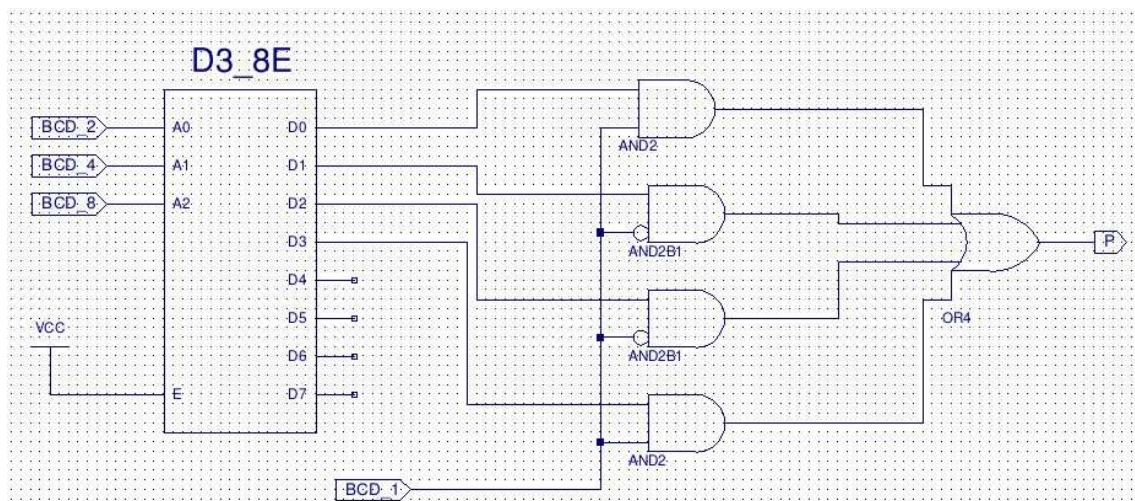 D3_8E
BCD_2
BCD_4
BCD_8
A0
A1
A2
E
D0
D1
D2
D3
D4
D5
D6
D7
VCC
AND2
AND2B1
AND2B1
AND2
OR4
P
BCD_1